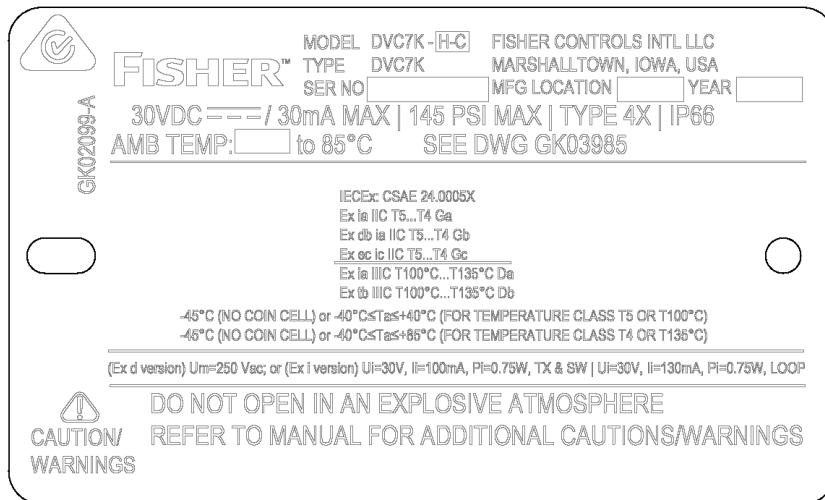 FISHER™
MODEL DVC7K - H-C FISHER CONTROLS INTL LLC
TYPE DVC7K MARSHALLTOWN, IOWA, USA
SER NO MFG LOCATION YEAR
30VDC / 30mA MAX | 145 PSI MAX | TYPE 4X | IP66
AMB TEMP: to 85°C SEE DWG GK03985
GK02099-A
IECEx: CSAE 24.0005X
Ex ia IIC T5...T4 Ga
Ex db ia IIC T5...T4 Gb
Ex ec ic IIC T5...T4 Gc
Ex ia IIIC T100°C...T135°C Da
Ex tb IIIC T100°C...T135°C Db
-45°C (NO COIN CELL) or -40°C≤Ta≤+40°C (FOR TEMPERATURE CLASS T5 OR T100°C)
-45°C (NO COIN CELL) or -40°C≤Ta≤+85°C (FOR TEMPERATURE CLASS T4 OR T135°C)
(Ex d version) Um=250 Vac; or (Ex i version) Ui=30V, Ii=100mA, Pi=0.75W, TX & SW | Ui=30V, Ii=130mA, Pi=0.75W, LOOP
CAUTION/
WARNINGS
DO NOT OPEN IN AN EXPLOSIVE ATMOSPHERE
REFER TO MANUAL FOR ADDITIONAL CAUTIONS/WARNINGS